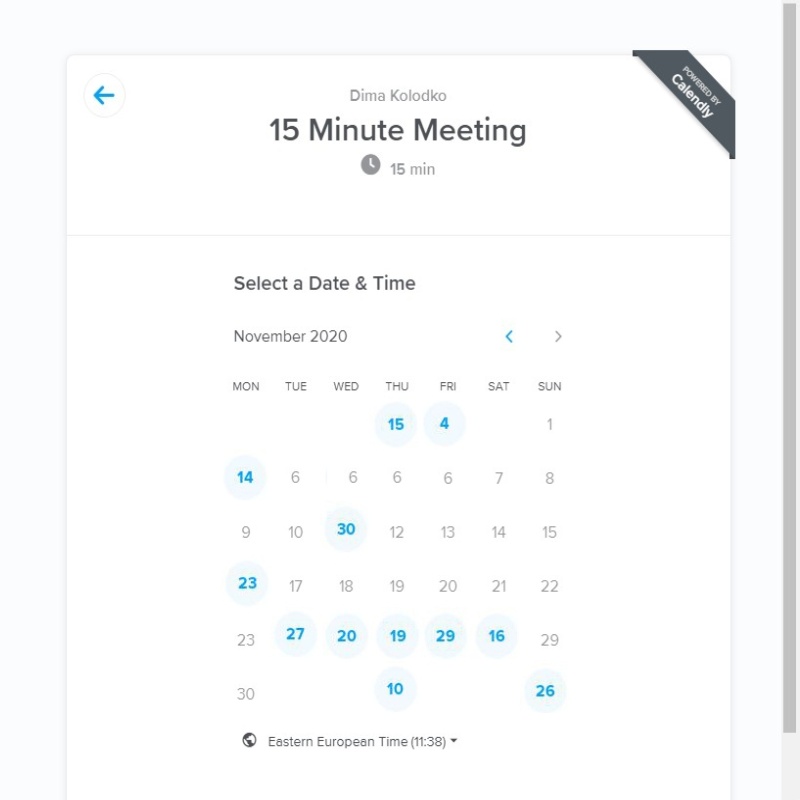 Dima Kolodko
POWERED BY
Calendly
15 Minute Meeting
15 min
Select a Date & Time
November 2020
MON TUE WED THU FRI SAT SUN
15 4 1
14 6 6 6 6 7 8
9 10 30 12 13 14 15
23 17 18 19 20 21 22
23 27 20 19 29 16 29
30 10 26
Eastern European Time (11:38)